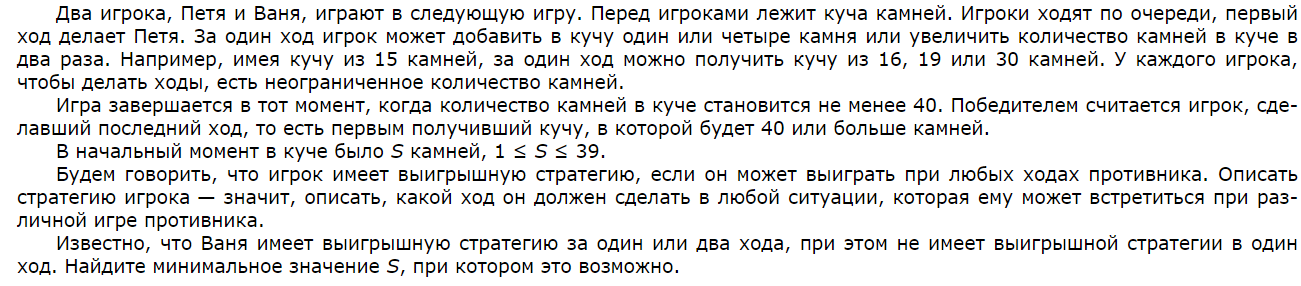 Два игрока, Петя и Ваня, играют в следующую игру. Перед игроками лежит куча камней. Игроки ходят по очереди, первый
ход делает Петя. За один ход игрок может добавить в кучу один или четыре камня или увеличить количество камней в куче в
два раза. Например, имея кучу из 15 камней, за один ход можно получить кучу из 16, 19 или 30 камней. У каждого игрока,
чтобы делать ходы, есть неограниченное количество камней.
Игра завершается в тот момент, когда количество камней в куче становится не менее 40. Победителем считается игрок, сде-
лавший последний ход, то есть первым получивший кучу, в которой будет 40 или больше камней.
В начальный момент в куче было S камней, 1 ≤ S ≤ 39.
Будем говорить, что игрок имеет выигрышную стратегию, если он может выиграть при любых ходах противника. Описать
стратегию игрока — значит, описать, какой ход он должен сделать в любой ситуации, которая ему может встретиться при раз-
личной игре противника.
Известно, что Ваня имеет выигрышную стратегию за один или два хода, при этом не имеет выигрышной стратегии в один
ход. Найдите минимальное значение S, при котором это возможно.